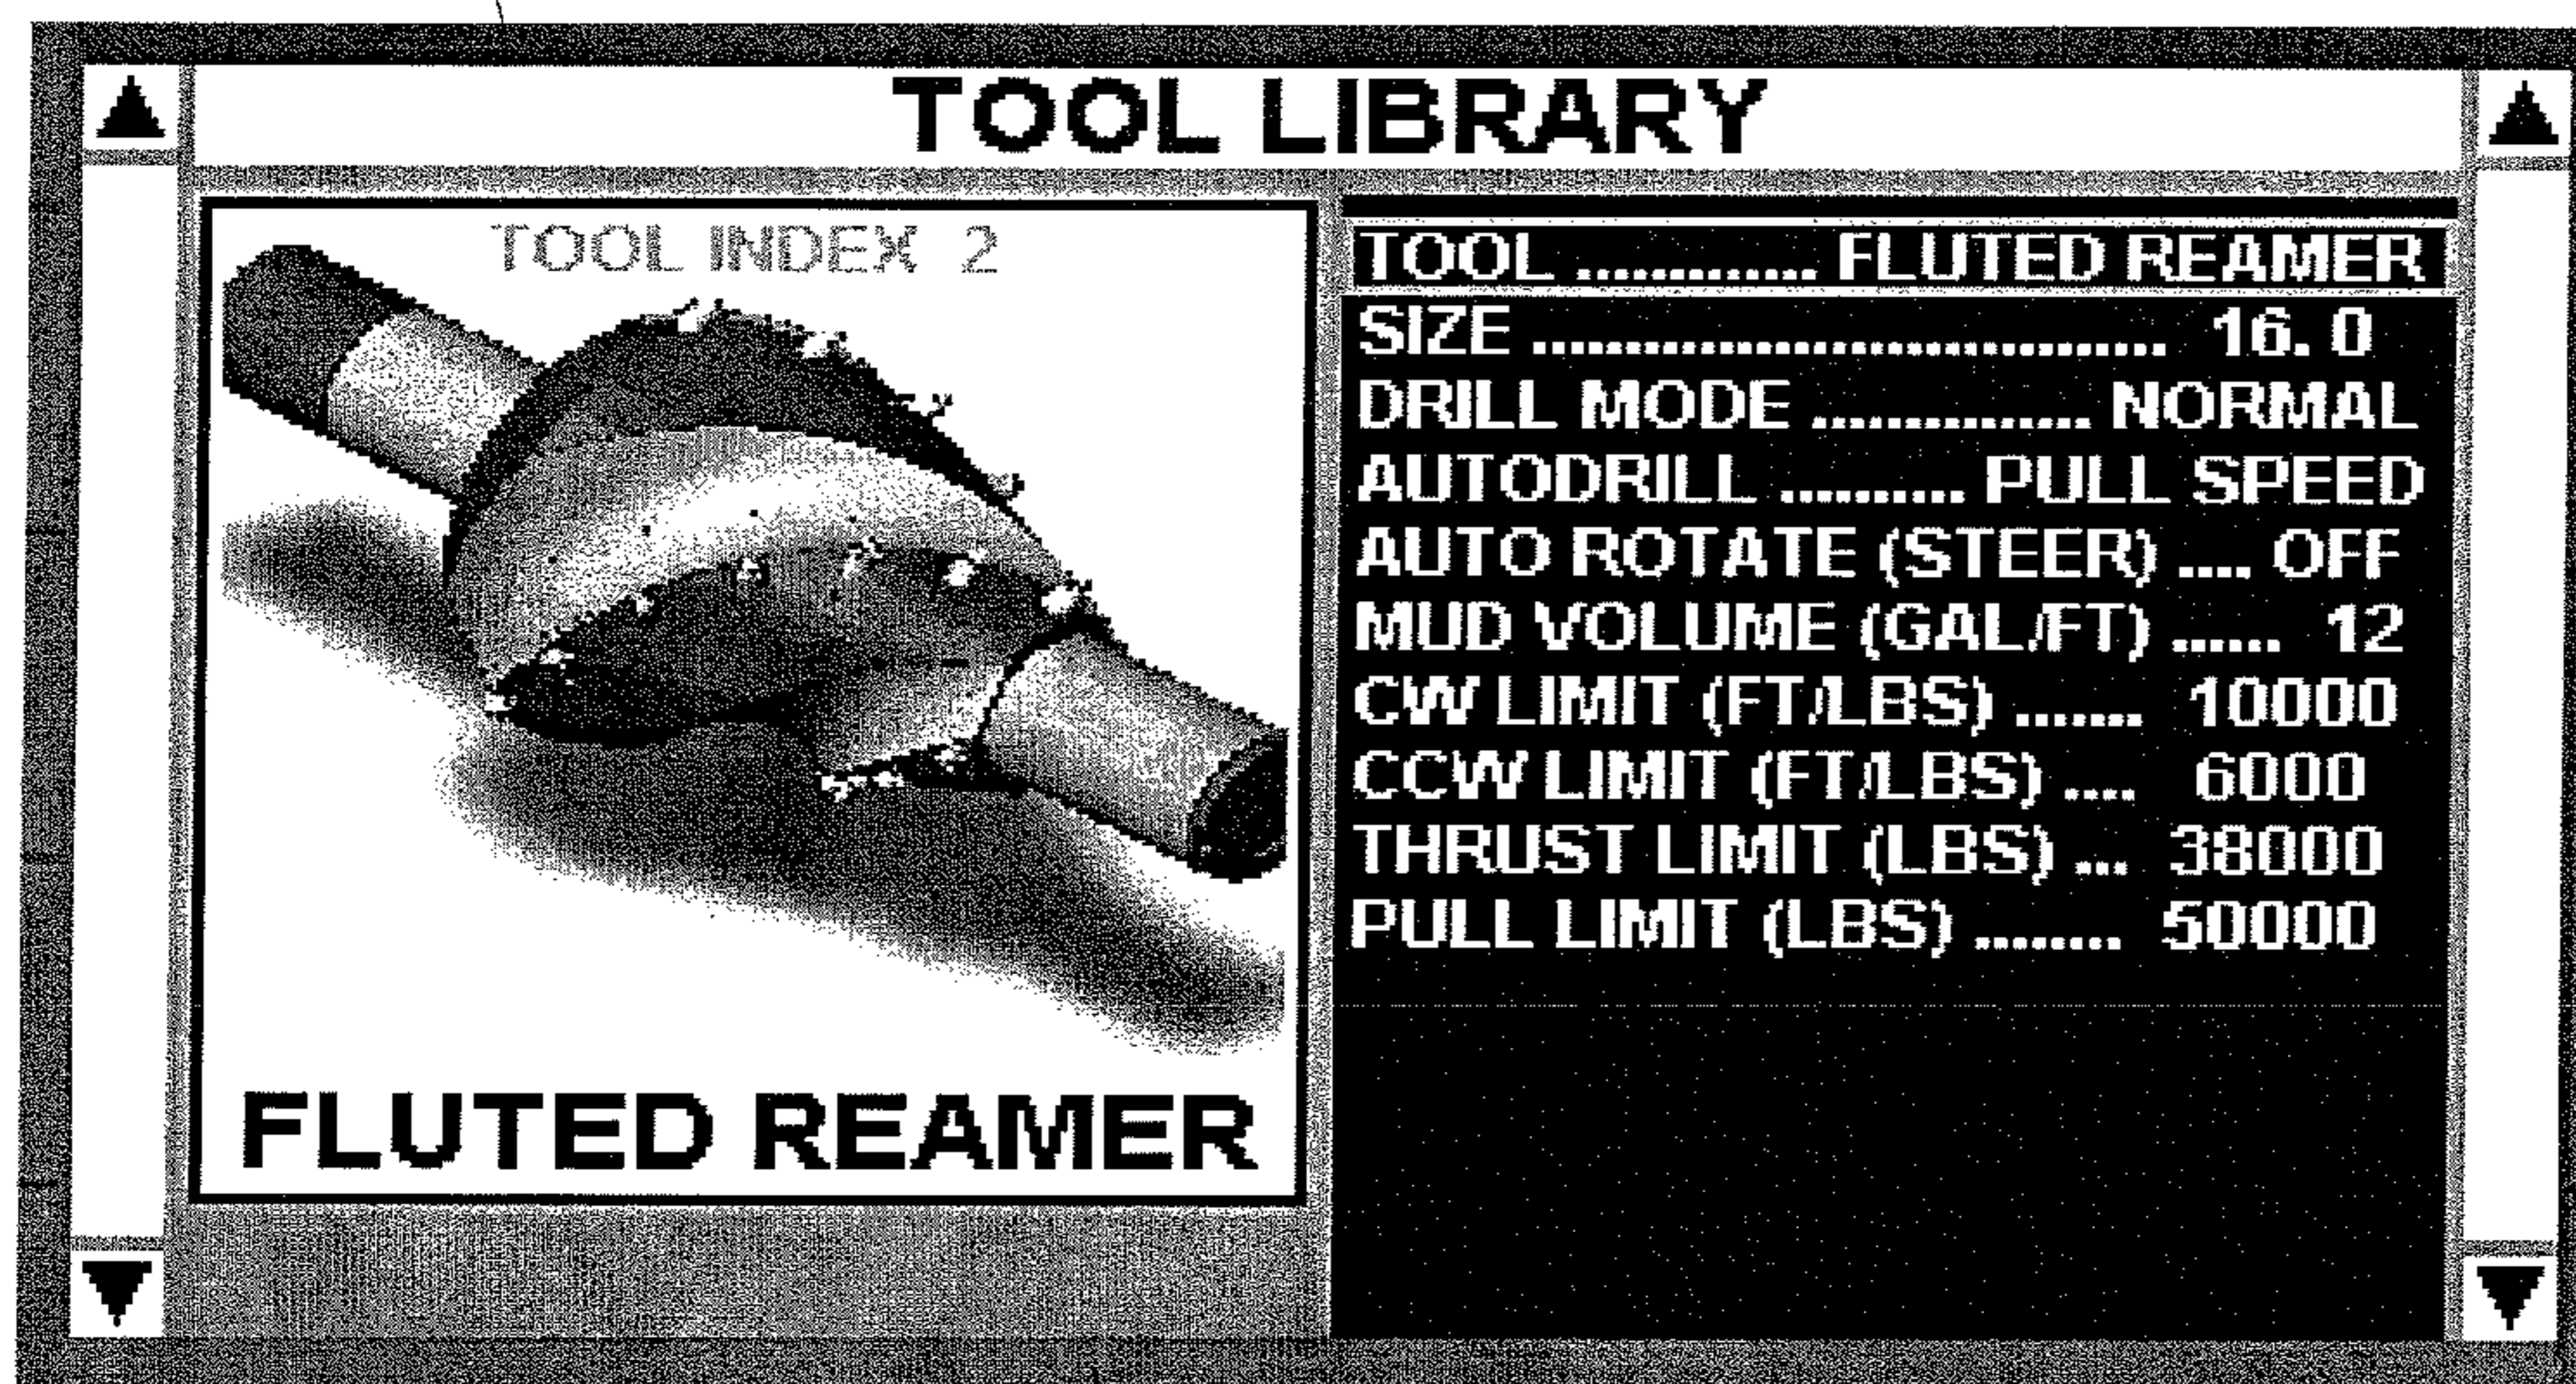 TOOL LIBRARY
TOOL INDEX 2
FLUTED REAMER
TOOL ............. FLUTED REAMER
SIZE ................................... 16. 0
DRILL MODE ............... NORMAL
AUTODRILL .......... PULL SPEED
AUTO ROTATE (STEER) .... OFF
MUD VOLUME (GAL/FT) ...... 12
CW LIMIT (FT/LBS) ....... 10000
CCW LIMIT (FT/LBS) .... 6000
THRUST LIMIT (LBS) ... 38000
PULL LIMIT (LBS) ........ 50000